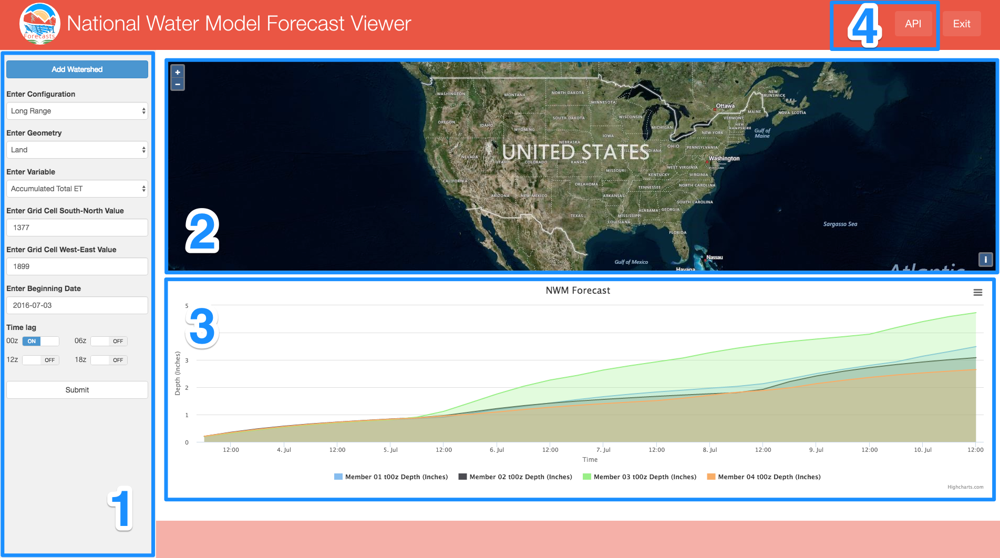 Forecasts
National Water Model Forecast Viewer
4
API
Exit
Add Watershed
Enter Configuration
Long Range
Enter Geometry
Land
Enter Variable
Accumulated Total ET
Enter Grid Cell South-North Value
1377
Enter Grid Cell West-East Value
1899
Enter Beginning Date
2016-07-03
Time lag
00z ON
06z OFF
12z OFF
18z OFF
Submit
1
+
−
WASHINGTON
MONTANA
NORTH DAKOTA
MINNESOTA
Ottawa
NEW BRUNSWICK
P.E.I.
MAINE
NOVA SCOTIA
OREGON
IDAHO
SOUTH DAKOTA
WISCONSIN
VERMONT
NEW HAMPSHIRE
WYOMING
MICHIGAN
NEW YORK
Gulf of
Maine
IOWA
NEBRASKA
UNITED STATES
ILLINOIS
INDIANA
OHIO
PENNSYLVANIA
NEVADA
UTAH
COLORADO
KANSAS
MISSOURI
WEST VIRGINIA
Washington
MARYLAND
KENTUCKY
VIRGINIA
CALIFORNIA
OKLAHOMA
TENNESSEE
NORTH CAROLINA
ARIZONA
NEW MEXICO
ARKANSAS
SOUTH CAROLINA
TEXAS
MISSISSIPPI
ALABAMA
GEORGIA
LOUISIANA
FLORIDA
Sargasso Sea
2
Gulf of Mexico
Nassau
Havana
Atlantic
i
NWM Forecast
3
Depth (Inches)
5
3
2
1
0
12:00
4. Jul
12:00
5. Jul
12:00
6. Jul
12:00
7. Jul
12:00
8. Jul
12:00
9. Jul
12:00
10. Jul
12:00
Time
Member 01 t00z Depth (Inches)
Member 02 t00z Depth (Inches)
Member 03 t00z Depth (Inches)
Member 04 t00z Depth (Inches)
Highcharts.com